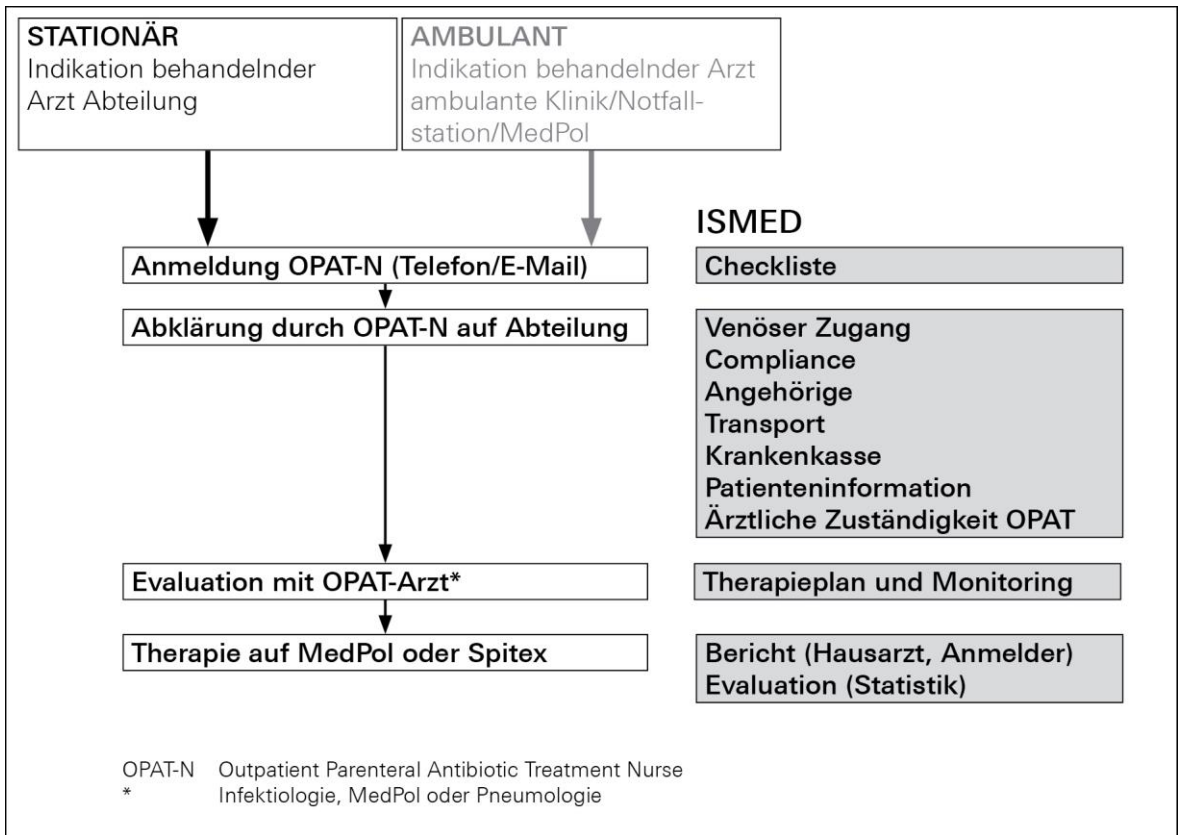 STATIONÄR
Indikation behandelnder
Arzt Abteilung
AMBULANT
Indikation behandelnder Arzt
ambulante Klinik/Notfall-
station/MedPol
ISMED
Anmeldung OPAT-N (Telefon/E-Mail)
Checkliste
Abklärung durch OPAT-N auf Abteilung
Venöser Zugang
Compliance
Angehörige
Transport
Krankenkasse
Patienteninformation
Ärztliche Zuständigkeit OPAT
Evaluation mit OPAT-Arzt*
Therapieplan und Monitoring
Therapie auf MedPol oder Spitex
Bericht (Hausarzt, Anmelder)
Evaluation (Statistik)
OPAT-N Outpatient Parenteral Antibiotic Treatment Nurse
* Infektiologie, MedPol oder Pneumologie